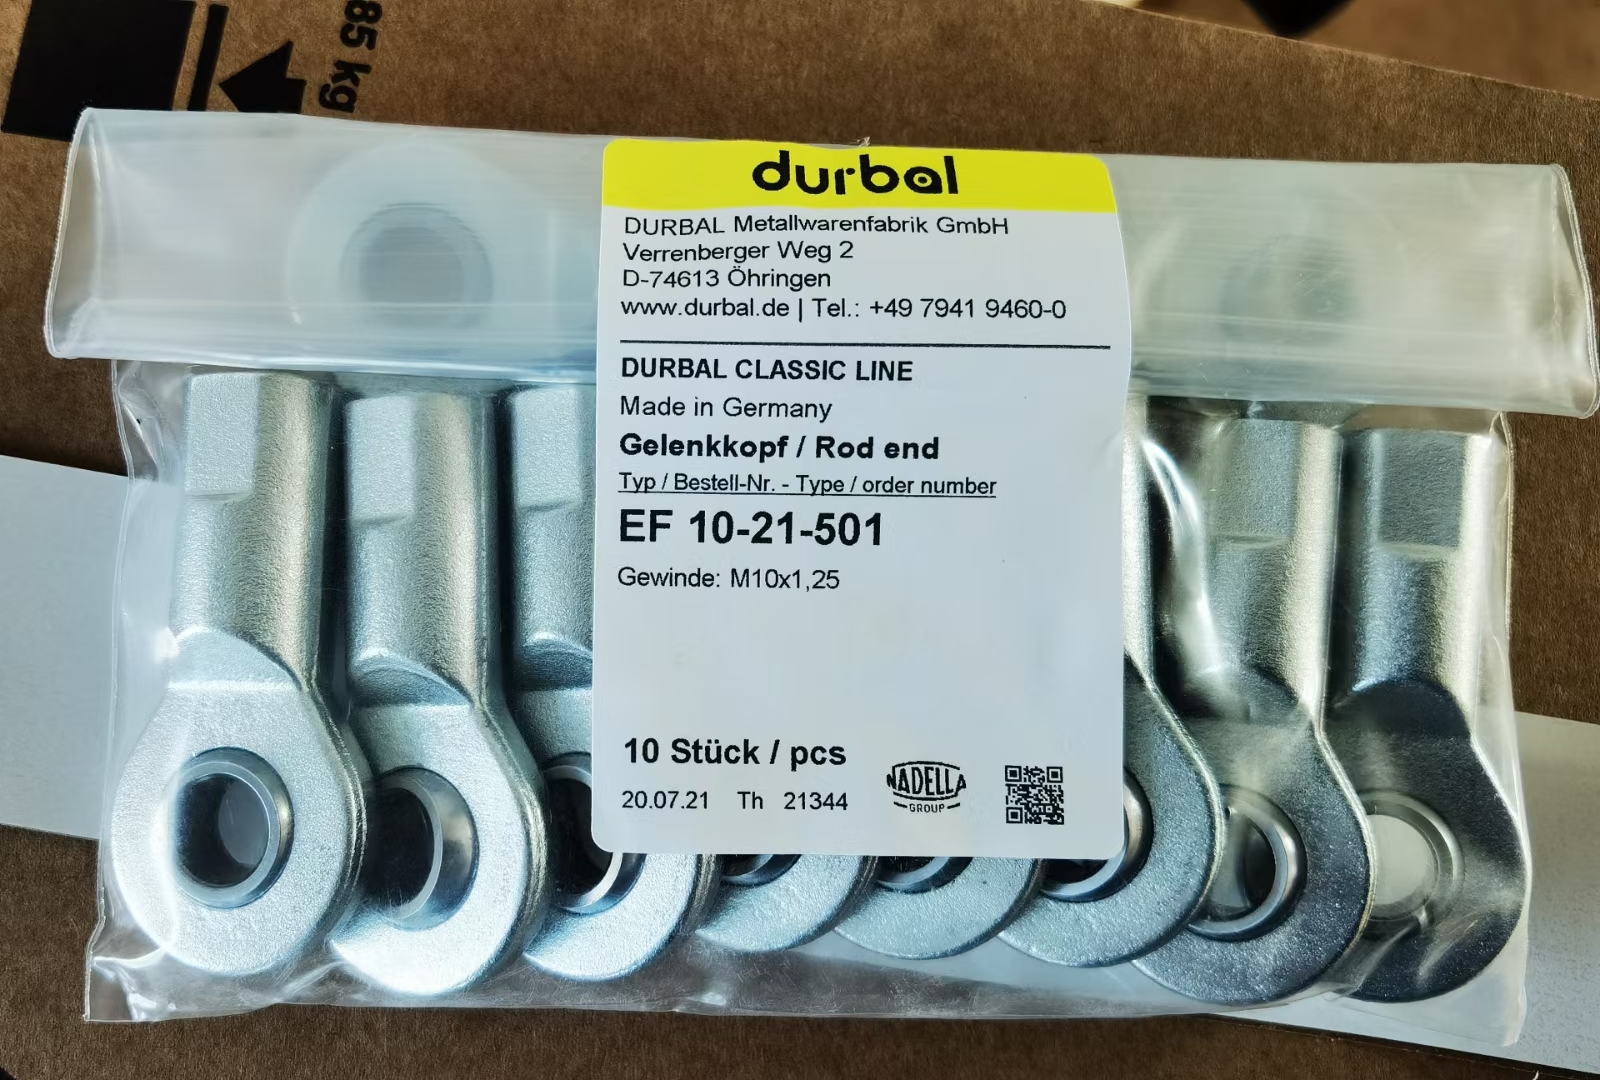 85 kg
durbal
DURBAL Metallwarenfabrik GmbH
Verrenberger Weg 2
D-74613 Öhringen
www.durbal.de | Tel.: +49 7941 9460-0
DURBAL CLASSIC LINE
Made in Germany
Gelenkkopf / Rod end
Typ / Bestell-Nr. - Type / order number
EF 10-21-501
Gewinde: M10x1,25
10 Stück / pcs
20.07.21 Th 21344
NADELLA
GROUP